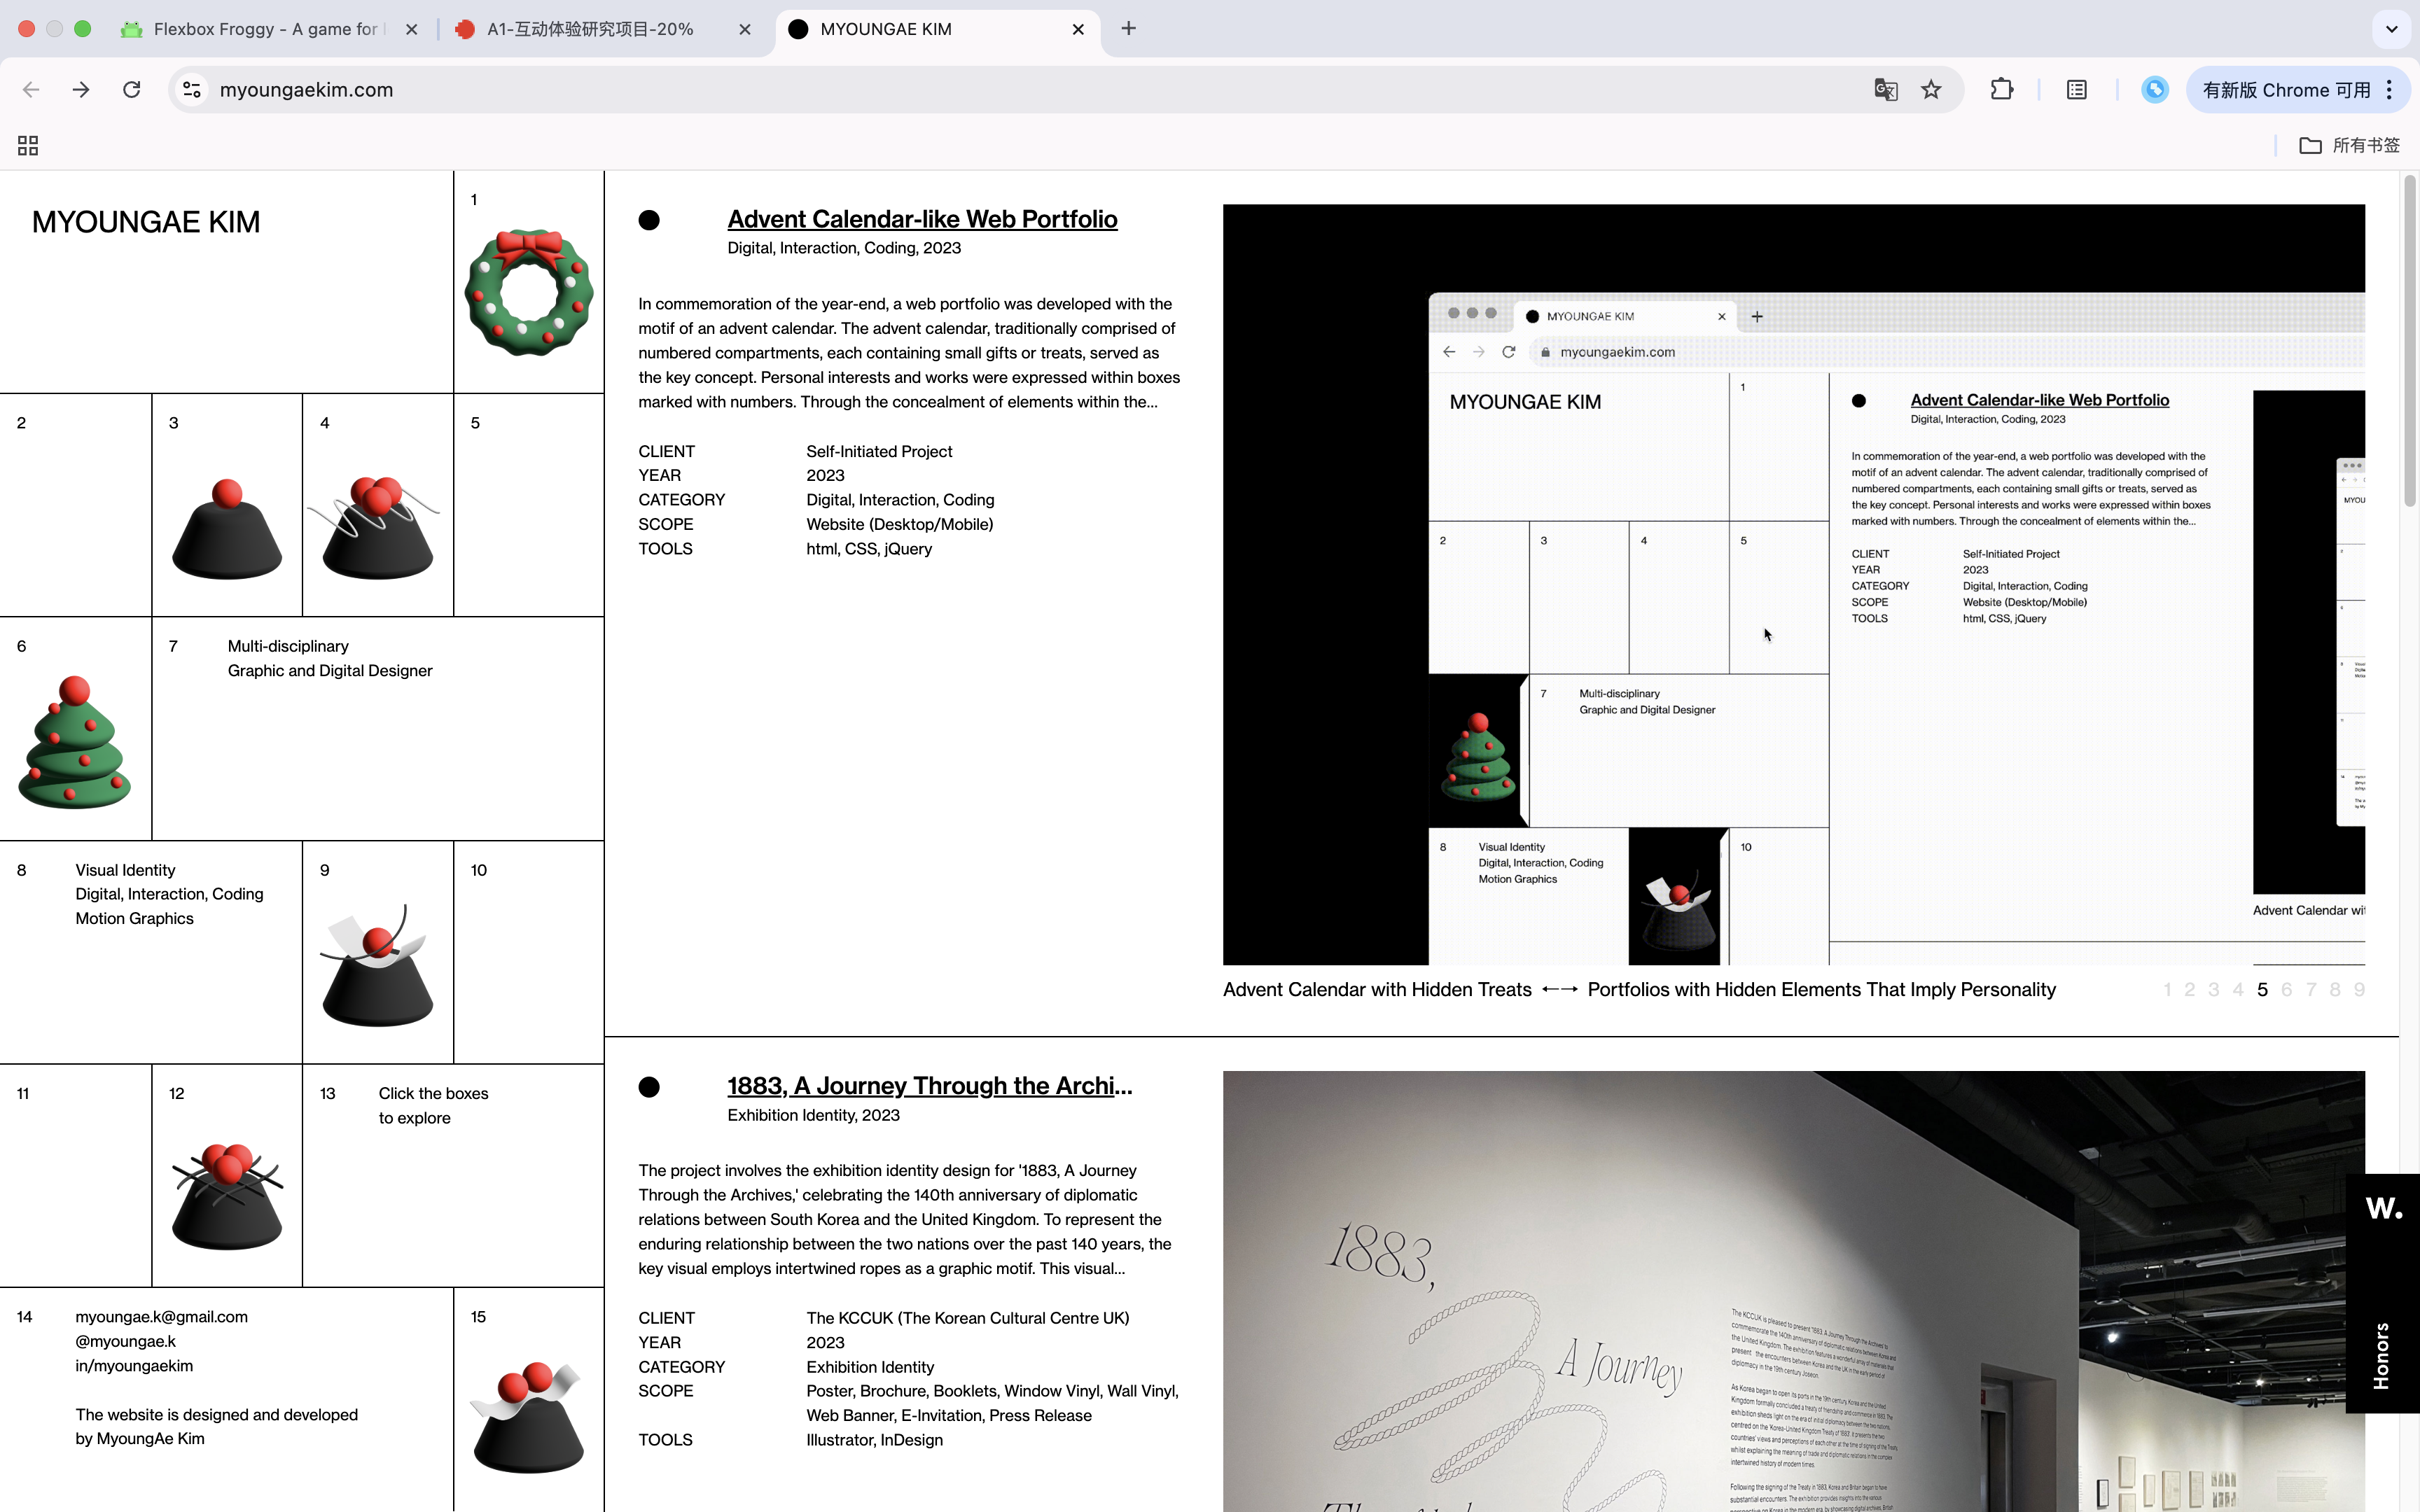 Flexbox Froggy - A game for
A1-互动体验研究项目-20%
MYOUNGAE KIM
myoungaekim.com
有新版 Chrome 可用
所有书签
MYOUNGAE KIM
1
2
3
4
5
6
7
Multi-disciplinary
Graphic and Digital Designer
8
Visual Identity
Digital, Interaction, Coding
Motion Graphics
9
10
11
12
13
Click the boxes
to explore
14
myoungae.k@gmail.com
@myoungae.k
in/myoungaekim
The website is designed and developed
by MyoungAe Kim
15
Advent Calendar-like Web Portfolio
Digital, Interaction, Coding, 2023
In commemoration of the year-end, a web portfolio was developed with the
motif of an advent calendar. The advent calendar, traditionally comprised of
numbered compartments, each containing small gifts or treats, served as
the key concept. Personal interests and works were expressed within boxes
marked with numbers. Through the concealment of elements within the...
CLIENT Self-Initiated Project
YEAR 2023
CATEGORY Digital, Interaction, Coding
SCOPE Website (Desktop/Mobile)
TOOLS html, CSS, jQuery
MYOUNGAE KIM
myoungaekim.com
MYOUNGAE KIM
1
2
3
4
5
7
Multi-disciplinary
Graphic and Digital Designer
8
Visual Identity
Digital, Interaction, Coding
Motion Graphics
10
Advent Calendar-like Web Portfolio
Digital, Interaction, Coding, 2023
In commemoration of the year-end, a web portfolio was developed with the
motif of an advent calendar. The advent calendar, traditionally comprised of
numbered compartments, each containing small gifts or treats, served as
the key concept. Personal interests and works were expressed within boxes
marked with numbers. Through the concealment of elements within the...
CLIENT Self-Initiated Project
YEAR 2023
CATEGORY Digital, Interaction, Coding
SCOPE Website (Desktop/Mobile)
TOOLS html, CSS, jQuery
MYOU
Advent Calendar wit
Advent Calendar with Hidden Treats ←→ Portfolios with Hidden Elements That Imply Personality
1 2 3 4 5 6 7 8 9
1883, A Journey Through the Archi...
Exhibition Identity, 2023
The project involves the exhibition identity design for '1883, A Journey
Through the Archives,' celebrating the 140th anniversary of diplomatic
relations between South Korea and the United Kingdom. To represent the
enduring relationship between the two nations over the past 140 years, the
key visual employs intertwined ropes as a graphic motif. This visual...
CLIENT The KCCUK (The Korean Cultural Centre UK)
YEAR 2023
CATEGORY Exhibition Identity
SCOPE Poster, Brochure, Booklets, Window Vinyl, Wall Vinyl,
Web Banner, E-Invitation, Press Release
TOOLS Illustrator, InDesign
1883,
A Journey
W.
Honors